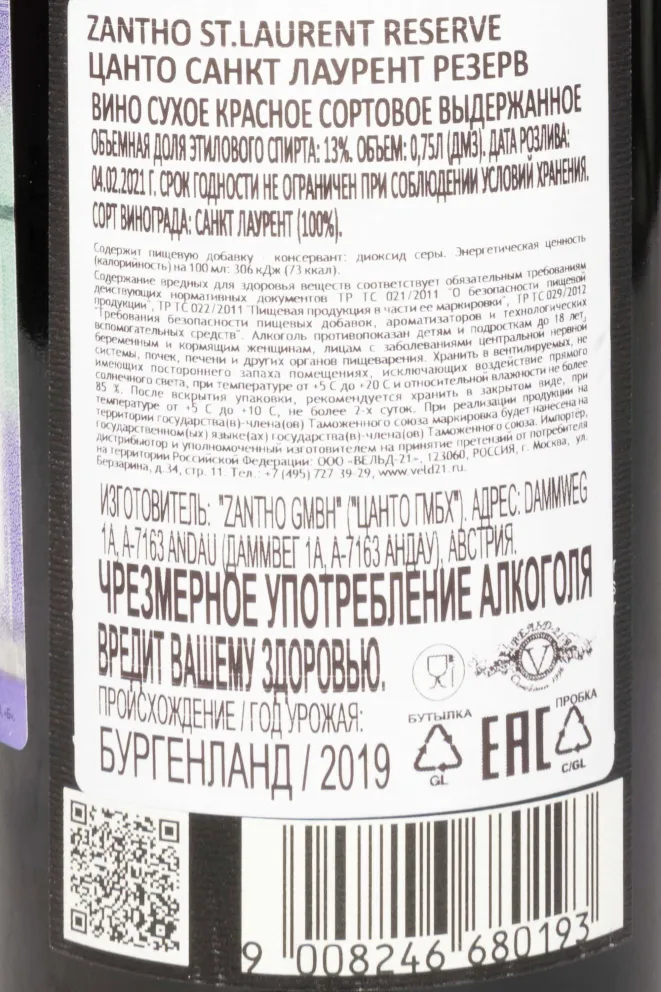 ZANTHO ST.LAURENT RESERVE
ЦАНТО САНКТ ЛАУРЕНТ РЕЗЕРВ
ВИНО СУХОЕ КРАСНОЕ СОРТОВОЕ ВЫДЕРЖАННОЕ
ОБЪЕМНАЯ ДОЛЯ ЭТИЛОВОГО СПИРТА: 13%. ОБЪЕМ: 0,75Л (ДМ3). ДАТА РОЗЛИВА:
04.02.2021 Г. СРОК ГОДНОСТИ НЕ ОГРАНИЧЕН ПРИ СОБЛЮДЕНИИ УСЛОВИЙ ХРАНЕНИЯ.
СОРТ ВИНОГРАДА: САНКТ ЛАУРЕНТ (100%).
Содержит пищевую добавку - консервант: диоксид серы. Энергетическая ценность
(калорийность) на 100 мл: 306 кДж (73 ккал).
Содержание вредных для здоровья веществ соответствует обязательным требованиям
действующих нормативных документов ТР ТС 021/2011 "О безопасности пищевой
продукции", ТР ТС 022/2011 "Пищевая продукция в части ее маркировки", ТР ТС 029/2012
"Требования безопасности пищевых добавок, ароматизаторов и технологических
вспомогательных средств". Алкоголь противопоказан детям и подросткам до 18 лет,
беременным и кормящим женщинам, лицам с заболеваниями центральной нервной
системы, почек, печени и других органов пищеварения. Хранить в вентилируемых, не
имеющих постороннего запаха помещениях, исключающих воздействие прямого
солнечного света, при температуре от +5 С до +20 С и относительной влажности не более
85 %. После вскрытия упаковки, рекомендуется хранить в закрытом виде, при
температуре от +5 С до +10 С, не более 2-х суток. При реализации продукции на
территории государства(в)-члена(ов) Таможенного союза маркировка будет нанесена на
государственном(ых) языке(ах) государства(в)-члена(ов) Таможенного союза. Импортер,
дистрибьютор и уполномоченный изготовителем на принятие претензий от потребителя
на территории Российской Федерации: ООО «ВЕЛЬД-21», 123060, РОССИЯ, г. Москва, ул.
Берзарина, д.34, стр. 11. Тел.: +7 (495) 727-39-29, www.veld21.ru.
ИЗГОТОВИТЕЛЬ: "ZANTHO GMBH" ("ЦАНТО ГМБХ"). АДРЕС: DAMMWEG
1A, A-7163 ANDAU (ДАММВЕГ 1А, А-7163 АНДАУ), АВСТРИЯ.
ЧРЕЗМЕРНОЕ УПОТРЕБЛЕНИЕ АЛКОГОЛЯ
ВРЕДИТ ВАШЕМУ ЗДОРОВЬЮ.
ПРОИСХОЖДЕНИЕ / ГОД УРОЖАЯ:
БУРГЕНЛАНД / 2019
ВЕЛЬД-21
V
БУТЫЛКА
GL
EAC
ПРОБКА
C/GL
9 008246 680193